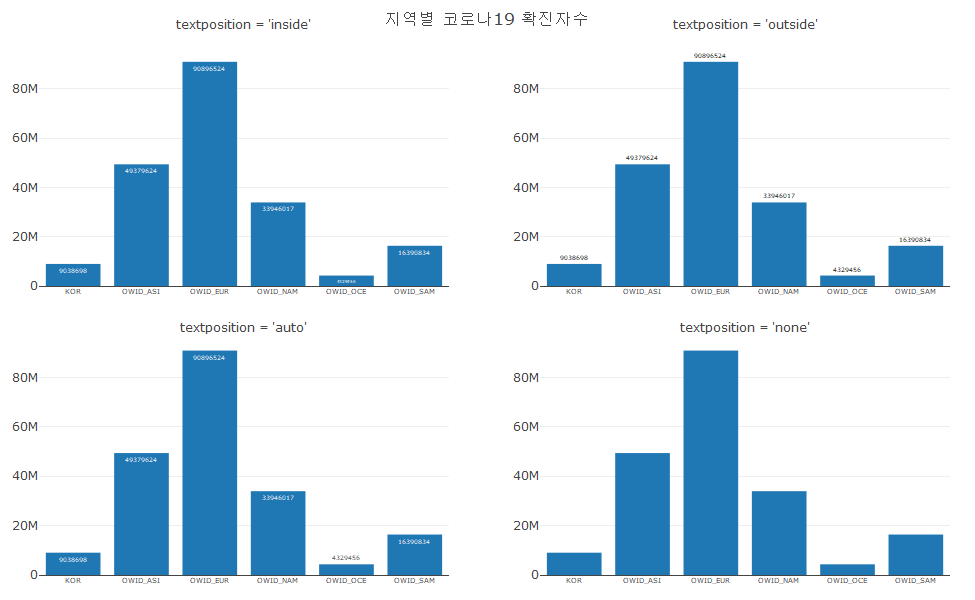 지역별 코로나19 확진자수
textposition = 'inside'
textposition = 'outside'
80M
60M
40M
20M
0
9038698
49379624
90896524
33946017
4329456
16390834
KOR
OWID_ASI
OWID_EUR
OWID_NAM
OWID_OCE
OWID_SAM
80M
60M
40M
20M
0
9038698
49379624
90896524
33946017
4329456
16390834
KOR
OWID_ASI
OWID_EUR
OWID_NAM
OWID_OCE
OWID_SAM
textposition = 'auto'
textposition = 'none'
80M
60M
40M
20M
0
9038698
49379624
90896524
33946017
4329456
16390834
KOR
OWID_ASI
OWID_EUR
OWID_NAM
OWID_OCE
OWID_SAM
80M
60M
40M
20M
0
KOR
OWID_ASI
OWID_EUR
OWID_NAM
OWID_OCE
OWID_SAM